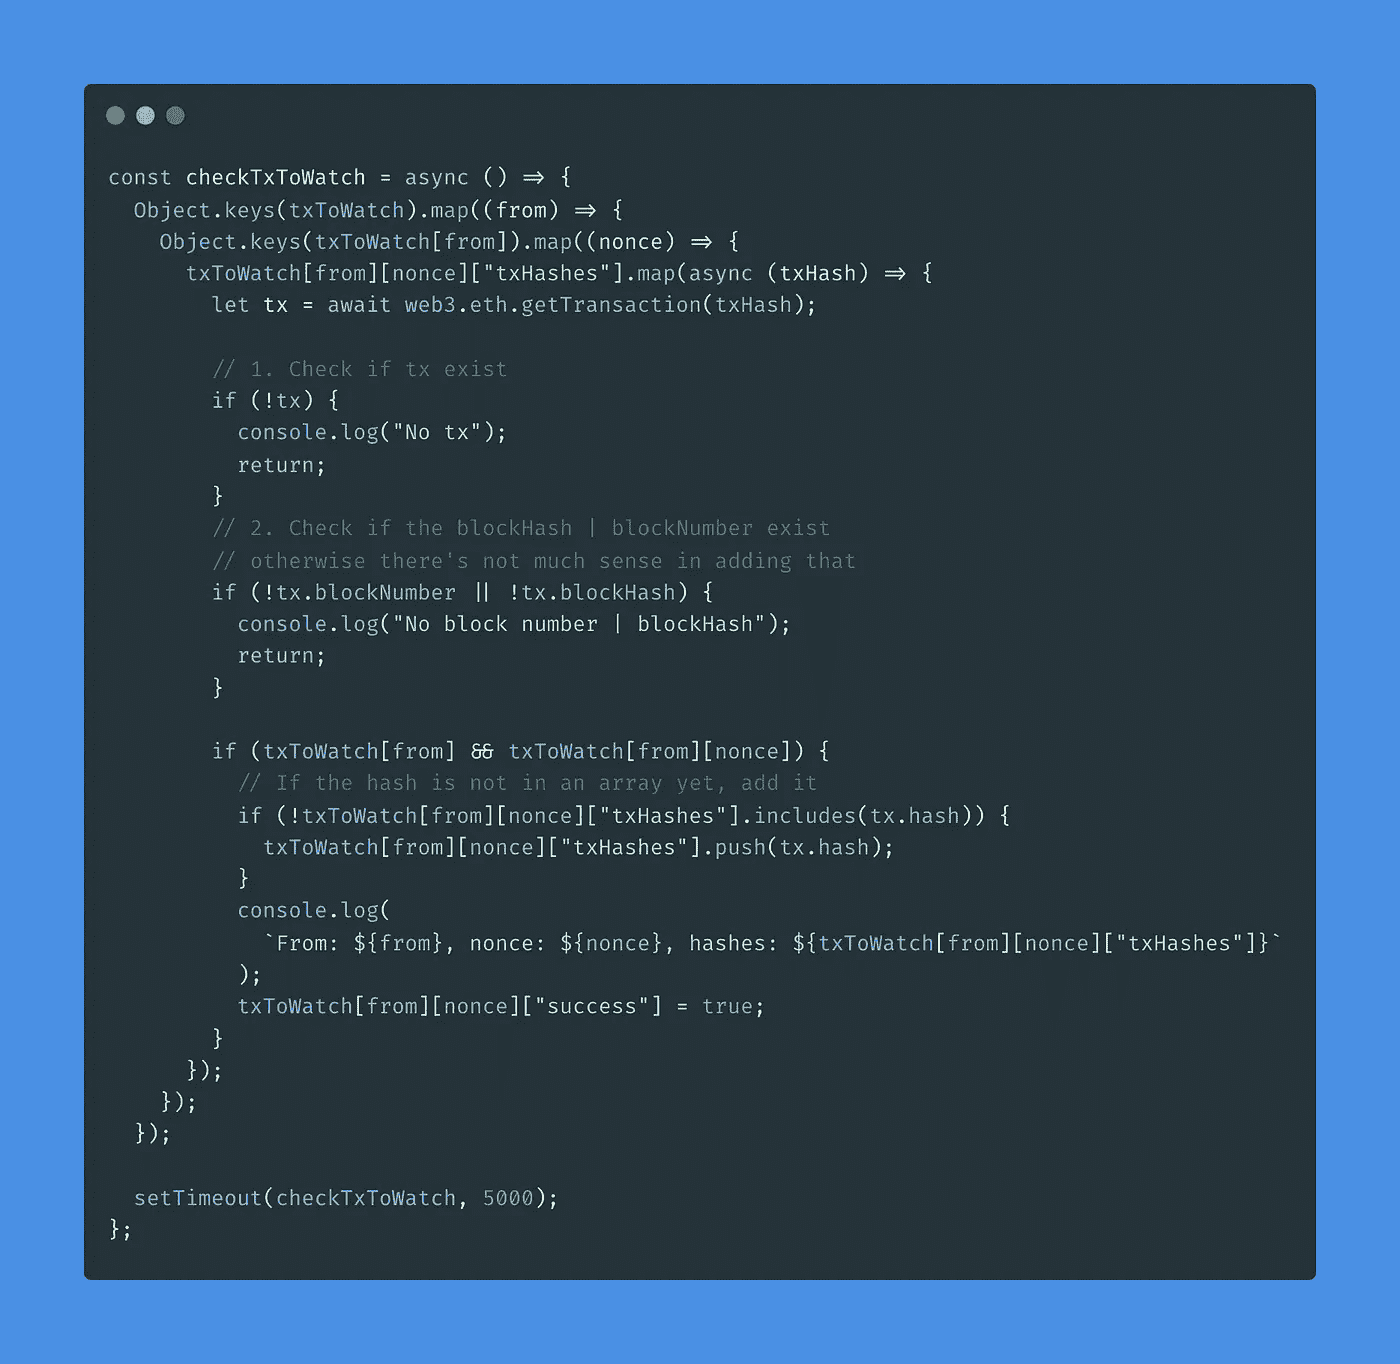 const checkTxToWatch = async () => {
  Object.keys(txToWatch).map((from) => {
    Object.keys(txToWatch[from]).map((nonce) => {
      txToWatch[from][nonce]["txHashes"].map(async (txHash) => {
        let tx = await web3.eth.getTransaction(txHash);

        // 1. Check if tx exist
        if (!tx) {
          console.log("No tx");
          return;
        }
        // 2. Check if the blockHash | blockNumber exist
        // otherwise there's not much sense in adding that
        if (!tx.blockNumber || !tx.blockHash) {
          console.log("No block number | blockHash");
          return;
        }

        if (txToWatch[from] && txToWatch[from][nonce]) {
          // If the hash is not in an array yet, add it
          if (!txToWatch[from][nonce]["txHashes"].includes(tx.hash)) {
            txToWatch[from][nonce]["txHashes"].push(tx.hash);
          }
          console.log(
            `From: ${from}, nonce: ${nonce}, hashes: ${txToWatch[from][nonce]["txHashes"]}`
          );
          txToWatch[from][nonce]["success"] = true;
        }
      });
    });
  });

  setTimeout(checkTxToWatch, 5000);
};